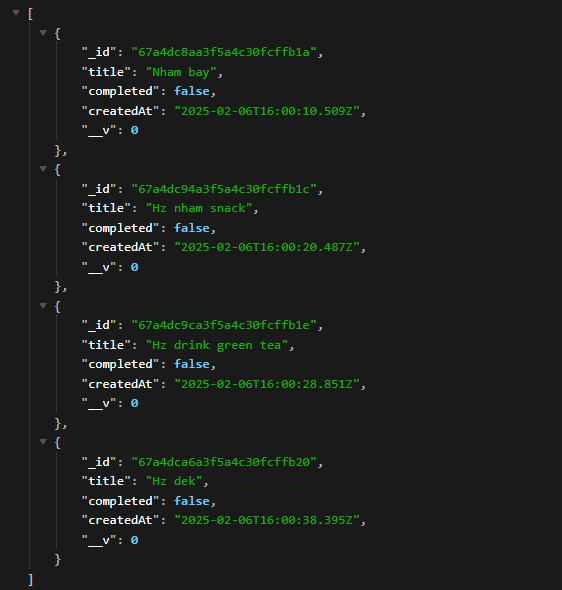 [
{
"_id": "67a4dc8aa3f5a4c30fcffb1a",
"title": "Nham bay",
"completed": false,
"createdAt": "2025-02-06T16:00:10.509Z",
"__v": 0
},
{
"_id": "67a4dc94a3f5a4c30fcffb1c",
"title": "Hz nham snack",
"completed": false,
"createdAt": "2025-02-06T16:00:20.487Z",
"__v": 0
},
{
"_id": "67a4dc9ca3f5a4c30fcffb1e",
"title": "Hz drink green tea",
"completed": false,
"createdAt": "2025-02-06T16:00:28.851Z",
"__v": 0
},
{
"_id": "67a4dca6a3f5a4c30fcffb20",
"title": "Hz dek",
"completed": false,
"createdAt": "2025-02-06T16:00:38.395Z",
"__v": 0
}
]